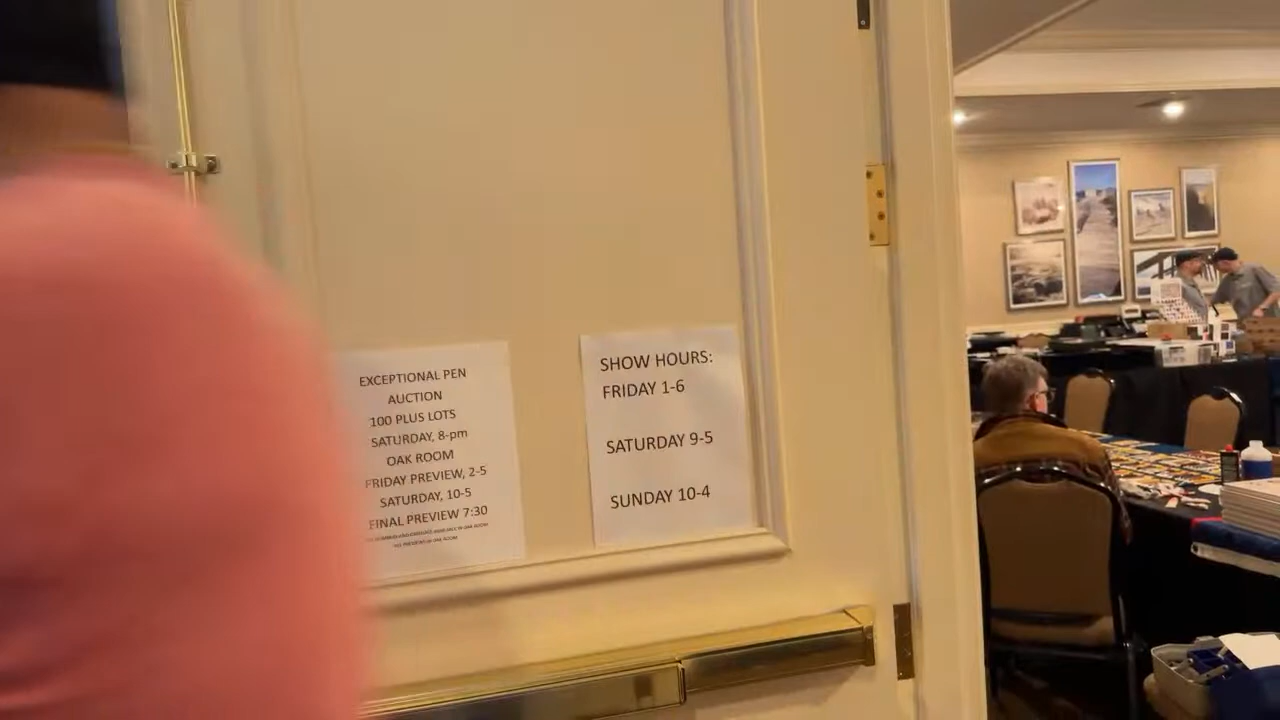 EXCEPTIONAL PEN
AUCTION
100 PLUS LOTS
SATURDAY, 8-pm
OAK ROOM
FRIDAY PREVIEW, 2-5
SATURDAY, 10-5
FINAL PREVIEW 7:30
SHOW HOURS:
FRIDAY 1-6
SATURDAY 9-5
SUNDAY 10-4